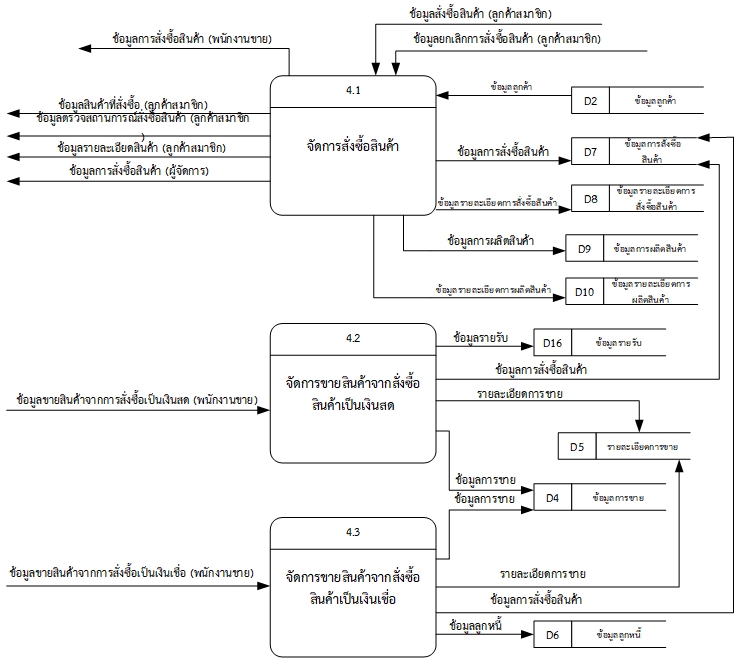 ข้อมูลสั่งซื้อสินค้า (ลูกค้าสมาชิก)
ข้อมูลการสั่งซื้อสินค้า (พนักงานขาย)
ข้อมูลยกเลิกการสั่งซื้อสินค้า (ลูกค้าสมาชิก)
4.1
จัดการสั่งซื้อสินค้า
ข้อมูลสินค้าที่สั่งซื้อ (ลูกค้าสมาชิก)
ข้อมูลตรวจสถานการณ์สั่งซื้อสินค้า (ลูกค้าสมาชิก
)
ข้อมูลรายละเอียดสินค้า (ลูกค้าสมาชิก)
ข้อมูลการสั่งซื้อสินค้า (ผู้จัดการ)
ข้อมูลลูกค้า
D2
ข้อมูลลูกค้า
ข้อมูลการสั่งซื้อสินค้า
D7
ข้อมูลการสั่งซื้อ
สินค้า
ข้อมูลรายละเอียดการสั่งซื้อสินค้า
D8
ข้อมูลรายละเอียดการ
สั่งซื้อสินค้า
ข้อมูลการผลิตสินค้า
D9
ข้อมูลการผลิตสินค้า
ข้อมูลรายละเอียดการผลิตสินค้า
D10
ข้อมูลรายละเอียดการ
ผลิตสินค้า
4.2
จัดการขายสินค้าจากสั่งซื้อ
สินค้าเป็นเงินสด
ข้อมูลขายสินค้าจากการสั่งซื้อเป็นเงินสด (พนักงานขาย)
ข้อมูลรายรับ
D16
ข้อมูลรายรับ
ข้อมูลการสั่งซื้อสินค้า
รายละเอียดการขาย
D5
รายละเอียดการขาย
ข้อมูลการขาย
ข้อมูลการขาย
D4
ข้อมูลการขาย
4.3
จัดการขายสินค้าจากสั่งซื้อ
สินค้าเป็นเงินเชื่อ
ข้อมูลขายสินค้าจากการสั่งซื้อเป็นเงินเชื่อ (พนักงานขาย)
รายละเอียดการขาย
ข้อมูลการสั่งซื้อสินค้า
ข้อมูลลูกหนี้
D6
ข้อมูลลูกหนี้